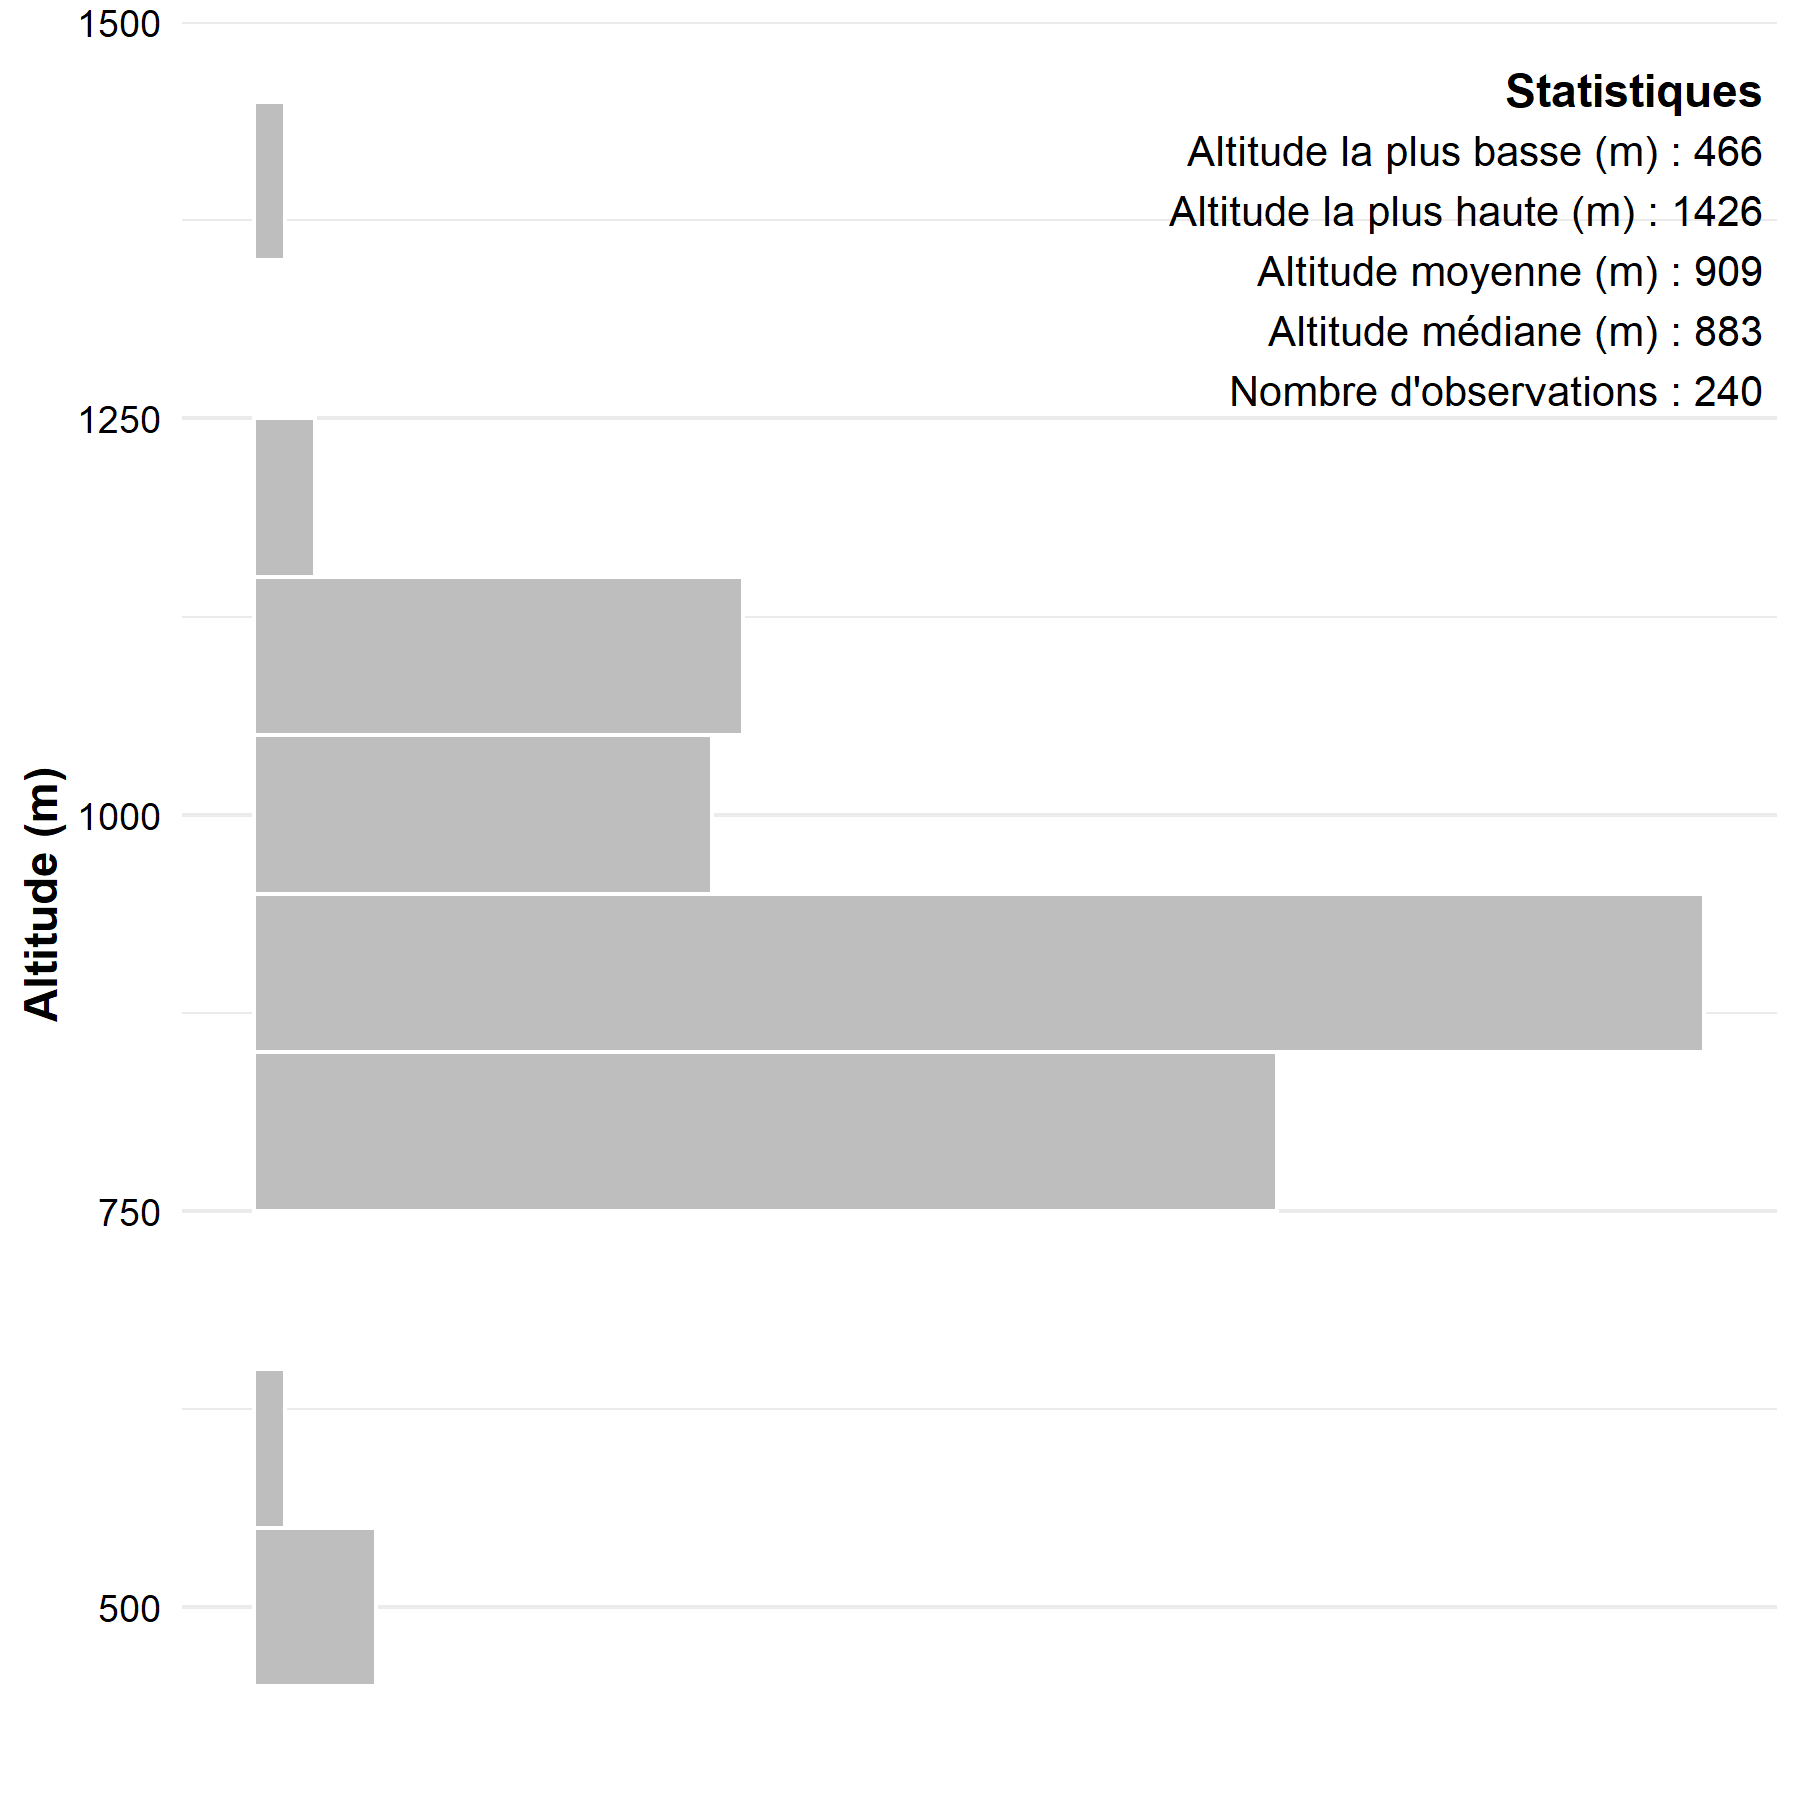 1500
Statistiques
Altitude la plus basse (m) : 466
Altitude la plus haute (m) : 1426
Altitude moyenne (m) : 909
Altitude médiane (m) : 883
Nombre d'observations : 240
1250
1000
Altitude (m)
750
500